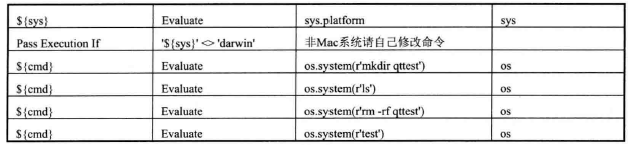 ${sys} Evaluate sys.platform sys
Pass Execution If '${sys}' <> 'darwin' 非Mac系统请自己修改命令
${cmd} Evaluate os.system(r'mkdir qttest') os
${cmd} Evaluate os.system(r'ls') os
${cmd} Evaluate os.system(r'rm -rf qttest') os
${cmd} Evaluate os.system(r'test') os